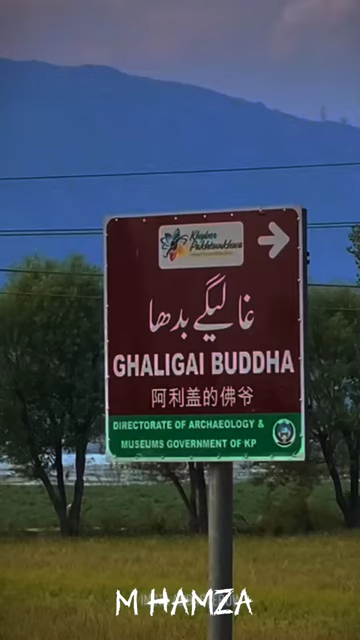 Khyber
Pakhtunkhwa
غالیگے بدھا
GHALIGAI BUDDHA
阿利盖的佛爷
DIRECTORATE OF ARCHAEOLOGY &
MUSEUMS GOVERNMENT OF KP
M HAMZA